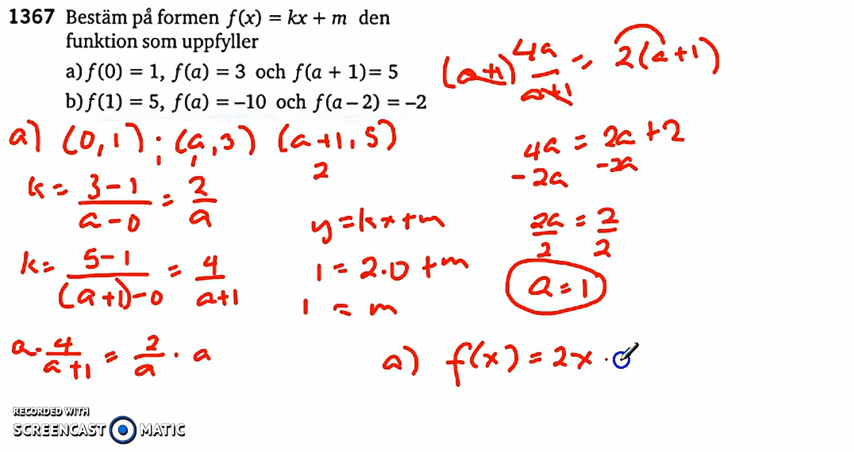 1367 Bestäm på formen f(x) = kx + m den
funktion som uppfyller
a) f(0) = 1, f(a) = 3 och f(a + 1) = 5
b) f(1) = 5, f(a) = −10 och f(a − 2) = −2
(a+1) 4a/a+1 = 2(a+1)
4a = 2a + 2
-2a -2a
2a/2 = 2/2
a = 1
a) (0,1); (a,3) (a+1,5)
2
k = 3-1/a-0 = 2/a
k = 5-1/(a+1)-0 = 4/a+1
a · 4/a+1 = 2/a · a
y = kx+m
1 = 2·0 + m
1 = m
a) f(x) = 2x ·
RECORDED WITH
SCREENCAST MATIC